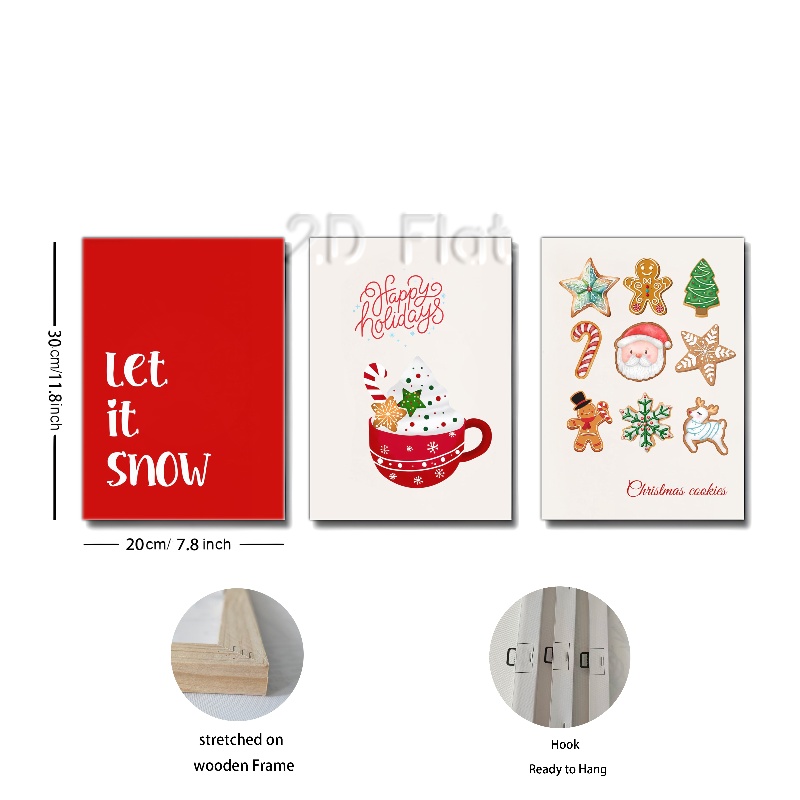 2D Flat
Let
it
snow
Happy
holidays
Christmas cookies
30cm/11.8inch
20cm/ 7.8 inch
stretched on
wooden Frame
Hook
Ready to Hang